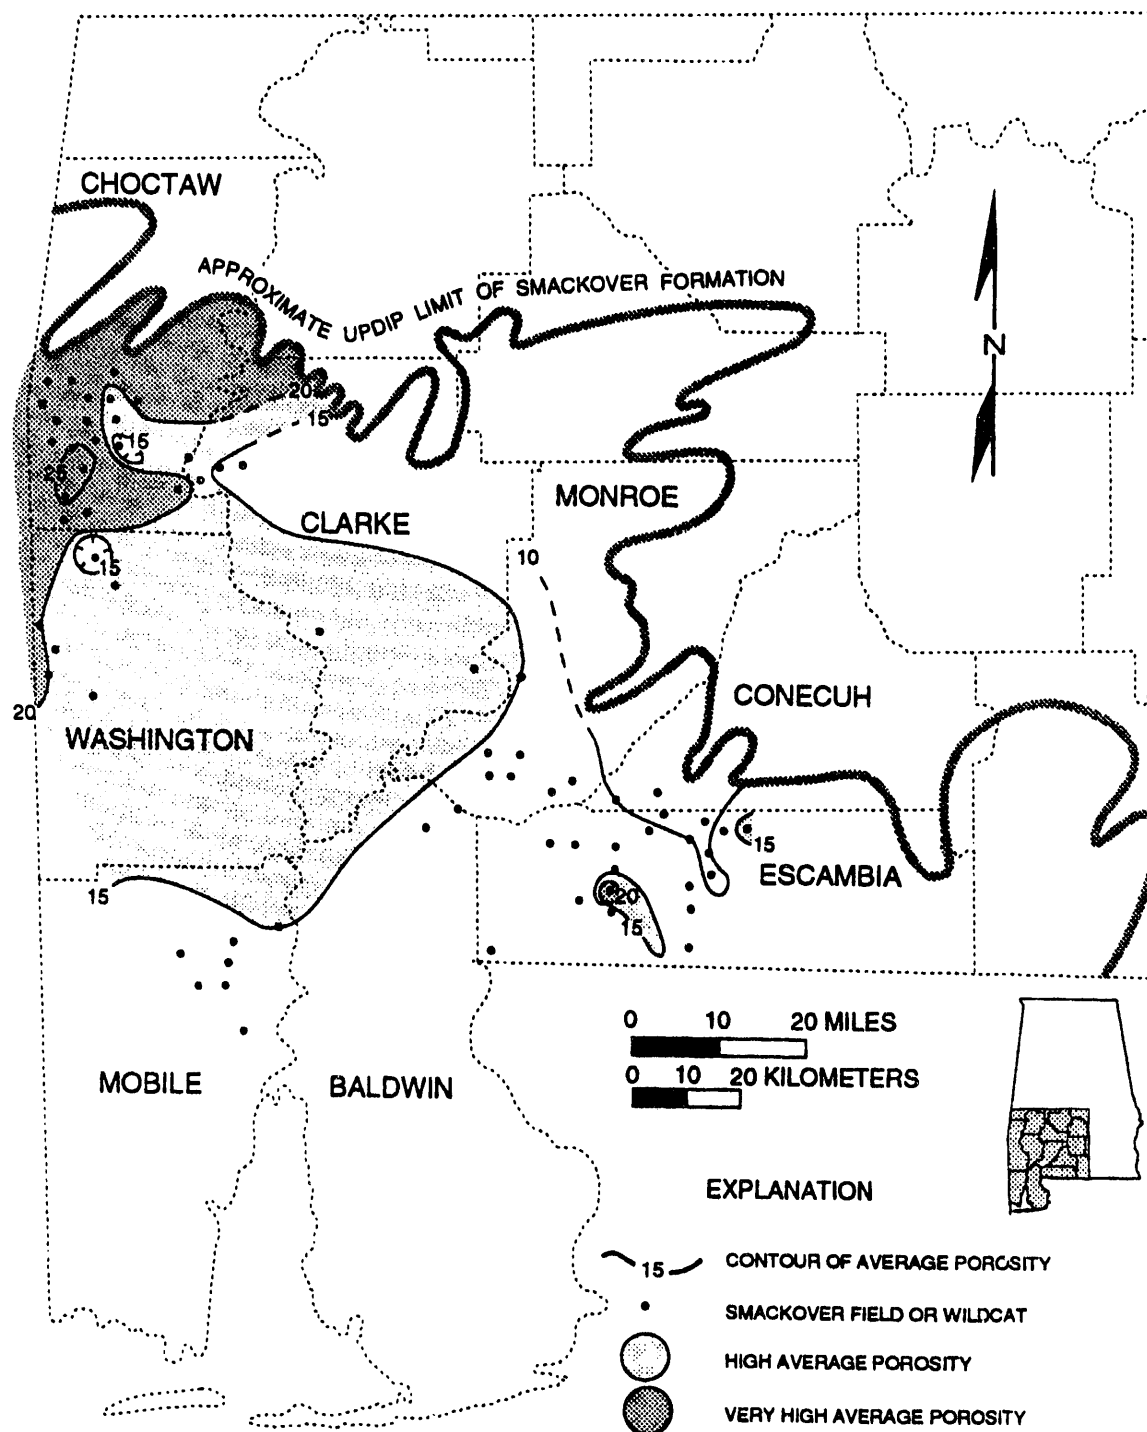 CHOCTAW
APPROXIMATE UPDIP LIMIT OF SMACKOVER FORMATION
N
20
15
15
25
MONROE
CLARKE
10
15
CONECUH
20
WASHINGTON
15
ESCAMBIA
15
20
15
0 10 20 MILES
0 10 20 KILOMETERS
MOBILE
BALDWIN
EXPLANATION
15 CONTOUR OF AVERAGE POROSITY
SMACKOVER FIELD OR WILDCAT
HIGH AVERAGE POROSITY
VERY HIGH AVERAGE POROSITY